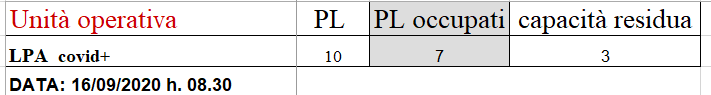 Unità operativa PL PL occupati capacità residua
LPA covid+ 10 7 3
DATA: 16/09/2020 h. 08.30